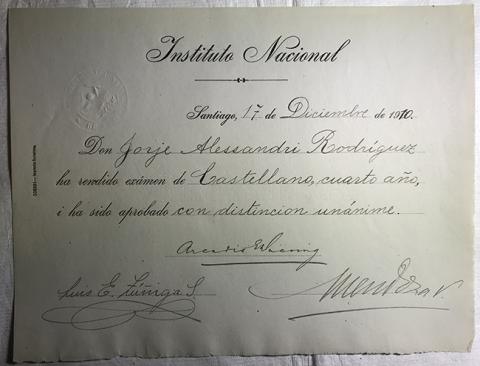 Instituto Nacional
Santiago, 17 de Diciembre de 1910.
Don Jorje Alessandri Rodríguez
ha rendido exámen de Castellano, cuarto año,
i ha sido aprobado con distincion unánime.
Luis E. Zúñiga S.